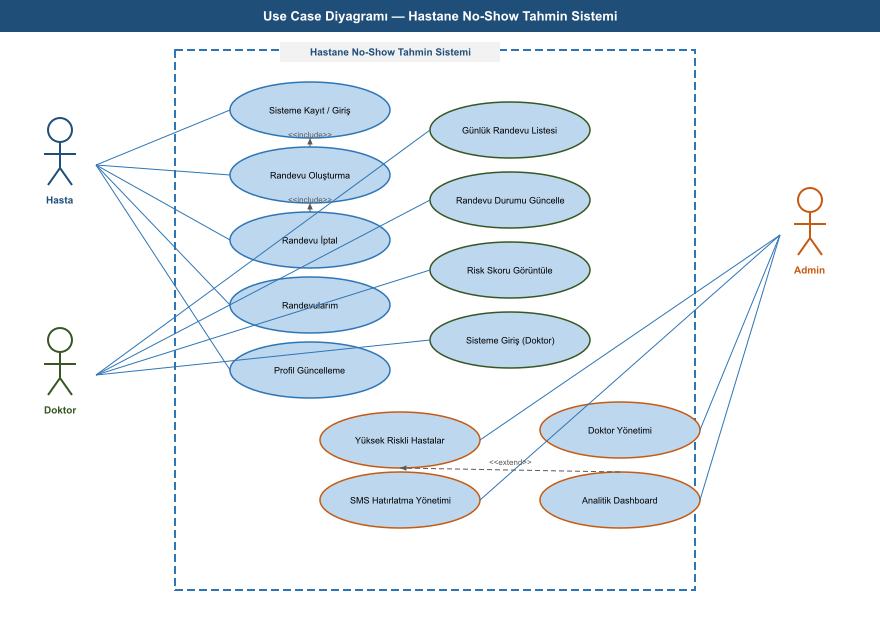 Use Case Diyagramı — Hastane No-Show Tahmin Sistemi
Hastane No-Show Tahmin Sistemi
Sisteme Kayıt / Giriş
<<include>>
Randevu Oluşturma
<<include>>
Randevu İptal
Randevularım
Profil Güncelleme
Günlük Randevu Listesi
Randevu Durumu Güncelle
Risk Skoru Görüntüle
Sisteme Giriş (Doktor)
Hasta
Doktor
Admin
Yüksek Riskli Hastalar
Doktor Yönetimi
<<extend>>
SMS Hatırlatma Yönetimi
Analitik Dashboard